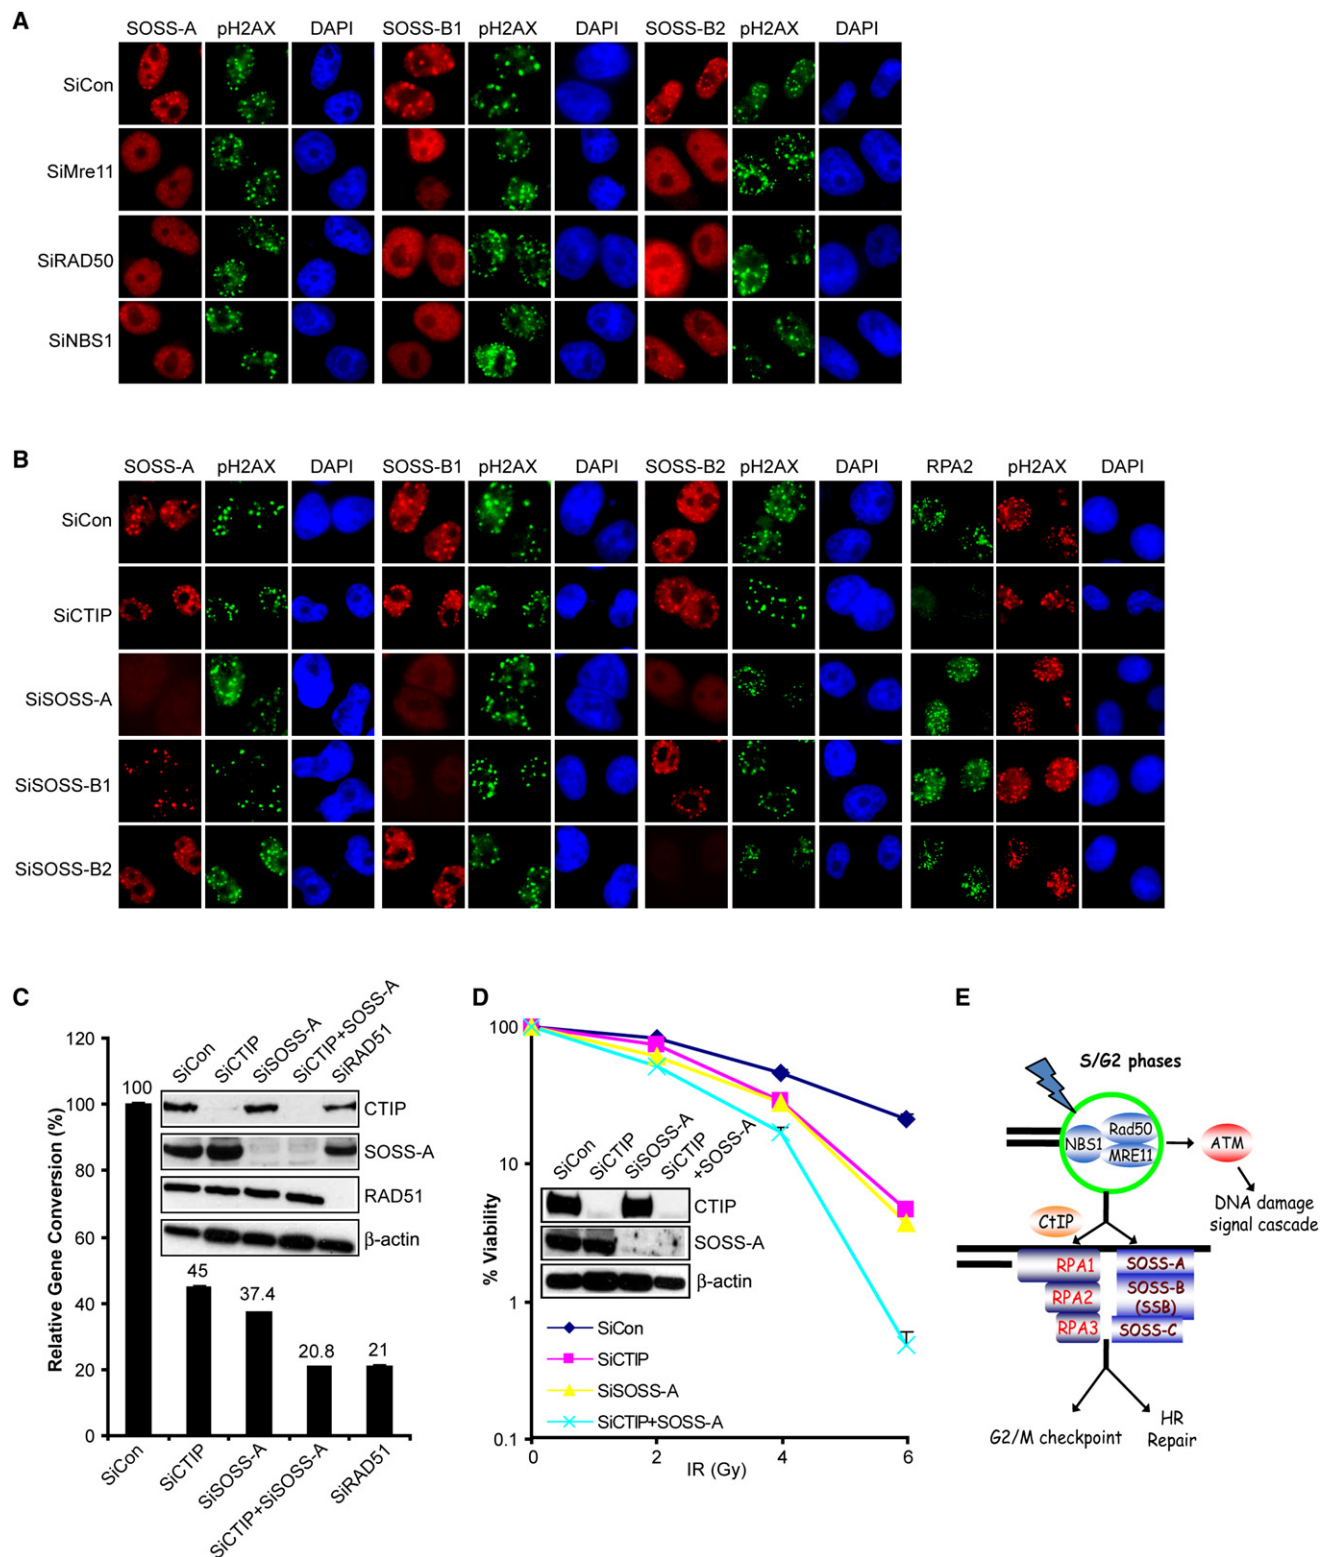 A
SOSS-A pH2AX DAPI SOSS-B1 pH2AX DAPI SOSS-B2 pH2AX DAPI
SiCon
SiMre11
SiRAD50
SiNBS1
B
SOSS-A pH2AX DAPI SOSS-B1 pH2AX DAPI SOSS-B2 pH2AX DAPI RPA2 pH2AX DAPI
SiCon
SiCTIP
SiSOSS-A
SiSOSS-B1
SiSOSS-B2
C
Relative Gene Conversion (%)
120
100
80
60
40
20
0
100
45
37.4
20.8
21
SiCon
SiCTIP
SiSOSS-A
SiCTIP+SOSS-A
SiRAD51
CTIP
SOSS-A
RAD51
β-actin
SiCon
SiCTIP
SiSOSS-A
SiCTIP+SiSOSS-A
SiRAD51
D
% Viability
100
10
1
0.1
SiCon
SiCTIP
SiSOSS-A
SiCTIP
+SOSS-A
CTIP
SOSS-A
β-actin
SiCon
SiCTIP
SiSOSS-A
SiCTIP+SOSS-A
0 2 4 6
IR (Gy)
E
S/G2 phases
Rad50
NBS1
MRE11
ATM
CtIP
DNA damage
signal cascade
RPA1 SOSS-A
RPA2 SOSS-B
(SSB)
RPA3 SOSS-C
G2/M checkpoint
HR
Repair